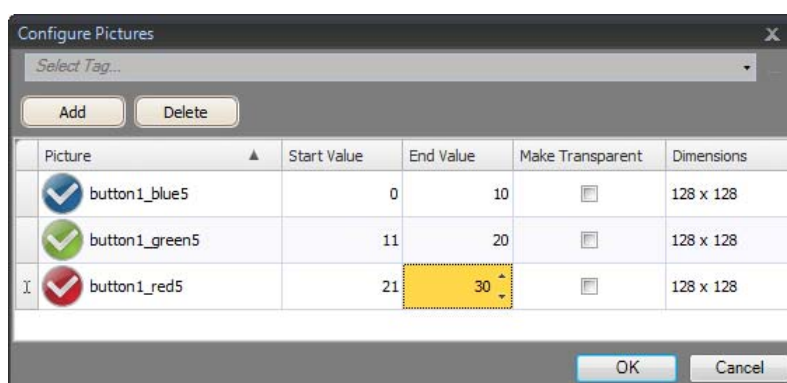 Configure Pictures
Select Tag...
Add Delete
Picture Start Value End Value Make Transparent Dimensions
button1_blue5 0 10 128 x 128
button1_green5 11 20 128 x 128
button1_red5 21 30 128 x 128
OK Cancel